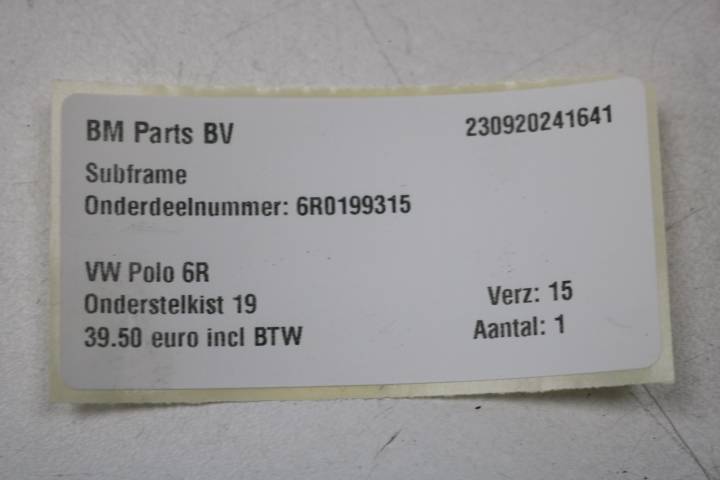 BM Parts BV 230920241641
Subframe
Onderdeelnummer: 6R0199315
VW Polo 6R
Onderstelkist 19 Verz: 15
39.50 euro incl BTW Aantal: 1